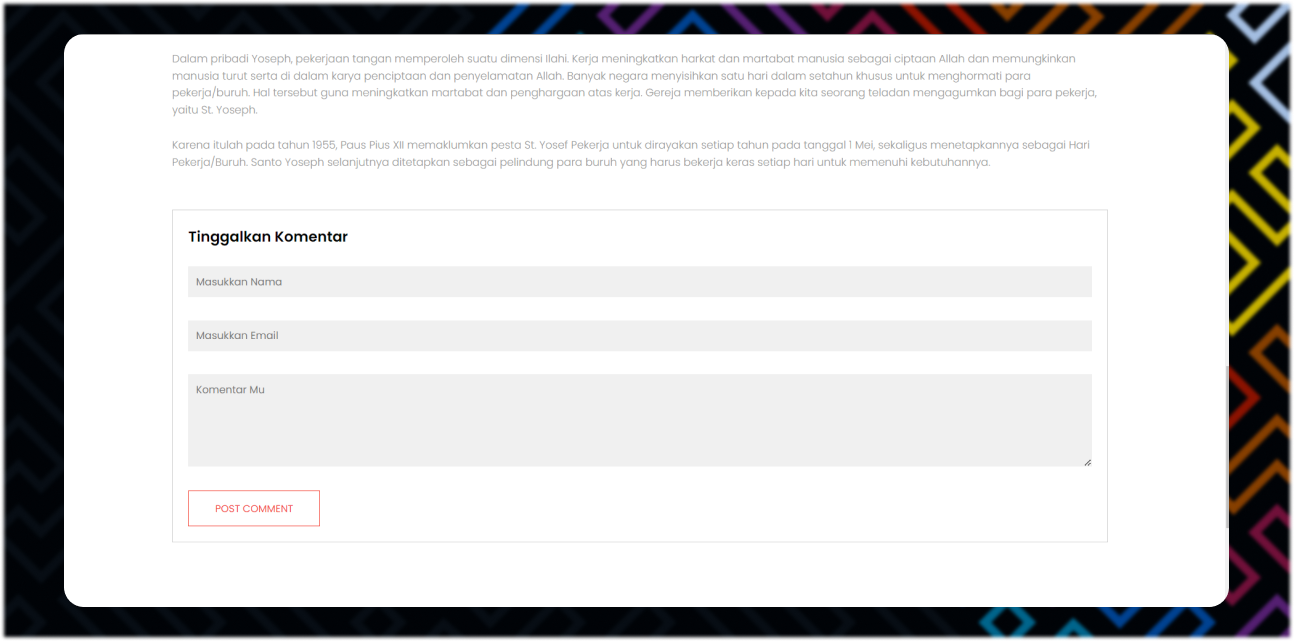 Dalam pribadi Yoseph, pekerjaan tangan memperoleh suatu dimensi Ilahi. Kerja meningkatkan harkat dan martabat manusia sebagai ciptaan Allah dan memungkinkan
manusia turut serta di dalam karya penciptaan dan penyelamatan Allah. Banyak negara menyisihkan satu hari dalam setahun khusus untuk menghormati para
pekerja/buruh. Hal tersebut guna meningkatkan martabat dan penghargaan atas kerja. Gereja memberikan kepada kita seorang teladan mengagumkan bagi para pekerja,
yaitu St. Yoseph.
Karena itulah pada tahun 1955, Paus Pius XII memaklumkan pesta St. Yosef Pekerja untuk dirayakan setiap tahun pada tanggal 1 Mei, sekaligus menetapkannya sebagai Hari
Pekerja/Buruh. Santo Yoseph selanjutnya ditetapkan sebagai pelindung para buruh yang harus bekerja keras setiap hari untuk memenuhi kebutuhannya.
Tinggalkan Komentar
Masukkan Nama
Masukkan Email
Komentar Mu
POST COMMENT